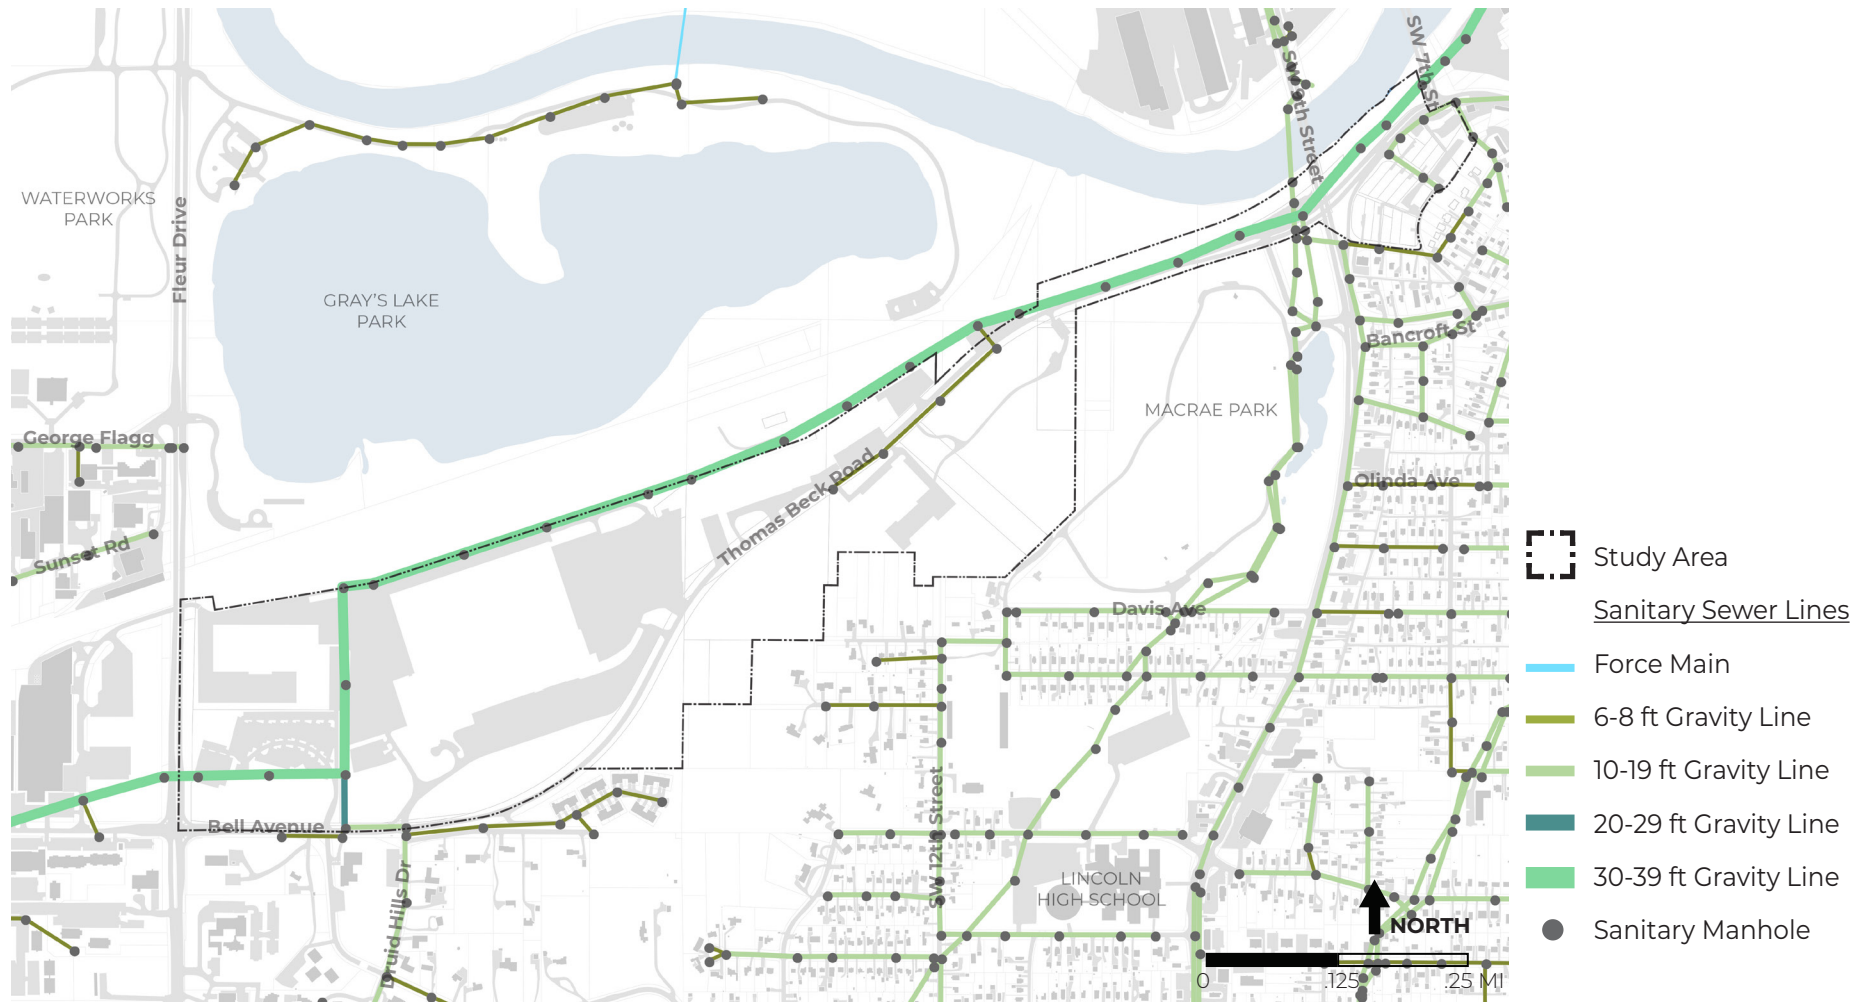 SW 7th St
SW 9th Street
WATERWORKS
PARK
Fleur Drive
GRAY'S LAKE
PARK
Bancroft St
MACRAE PARK
George Flagg
Thomas Beck Road
Olinda Ave
Sunset Rd
Davis Ave
Bell Avenue
SW 12th Street
Druid Hills Dr
LINCOLN
HIGH SCHOOL
NORTH
0 .125 .25 MI
Study Area
Sanitary Sewer Lines
Force Main
6-8 ft Gravity Line
10-19 ft Gravity Line
20-29 ft Gravity Line
30-39 ft Gravity Line
Sanitary Manhole